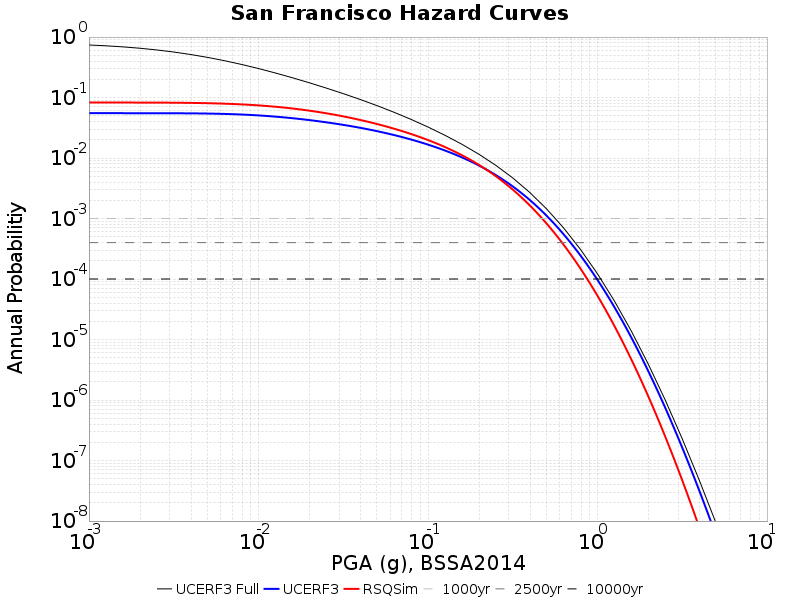 San Francisco Hazard Curves
10^0
10^-1
10^-2
10^-3
10^-4
10^-5
10^-6
10^-7
10^-8
Annual Probabilitiy
10^-3 10^-2 10^-1 10^0 10^1
PGA (g), BSSA2014
UCERF3 Full UCERF3 RSQSim 1000yr 2500yr 10000yr